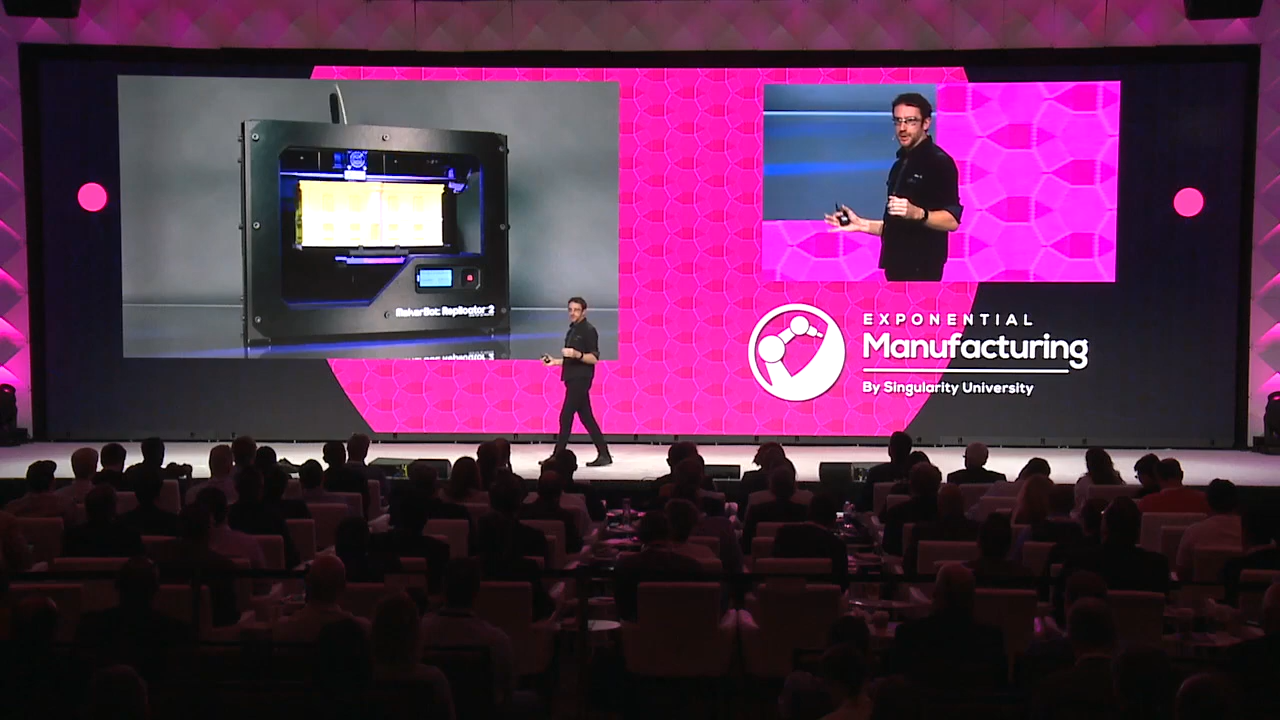 MakerBot Replicator 2
EXPONENTIAL
Manufacturing
By Singularity University